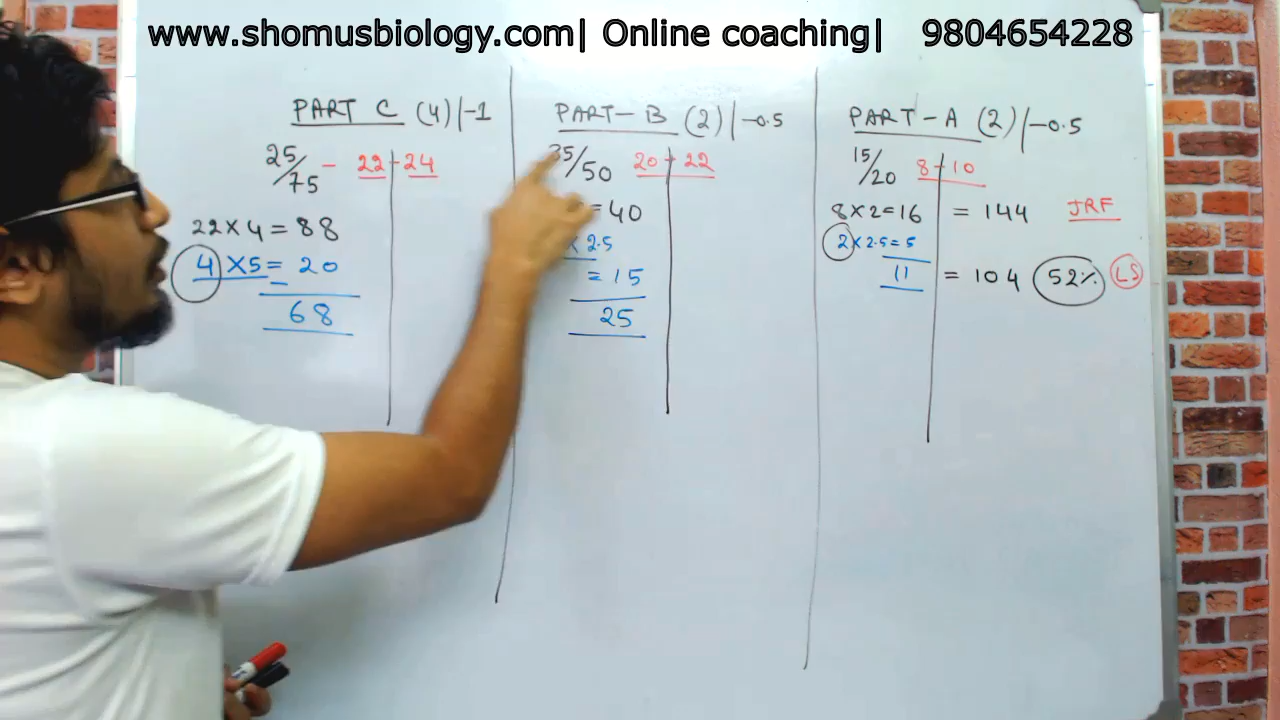 www.shomusbiology.com| Online coaching| 9804654228
PART C (4)|-1
25/75 - 22 - 24
22 x 4 = 88
4 x 5 = 20
68
PART-B (2)|-0.5
/50 20 - 22
= 40
x 2.5
= 15
25
PART-A (2)|-0.5
15/20 8 - 10
8 x 2 = 16 = 144 JRF
2 x 2.5 = 5
11 = 104 52% LS